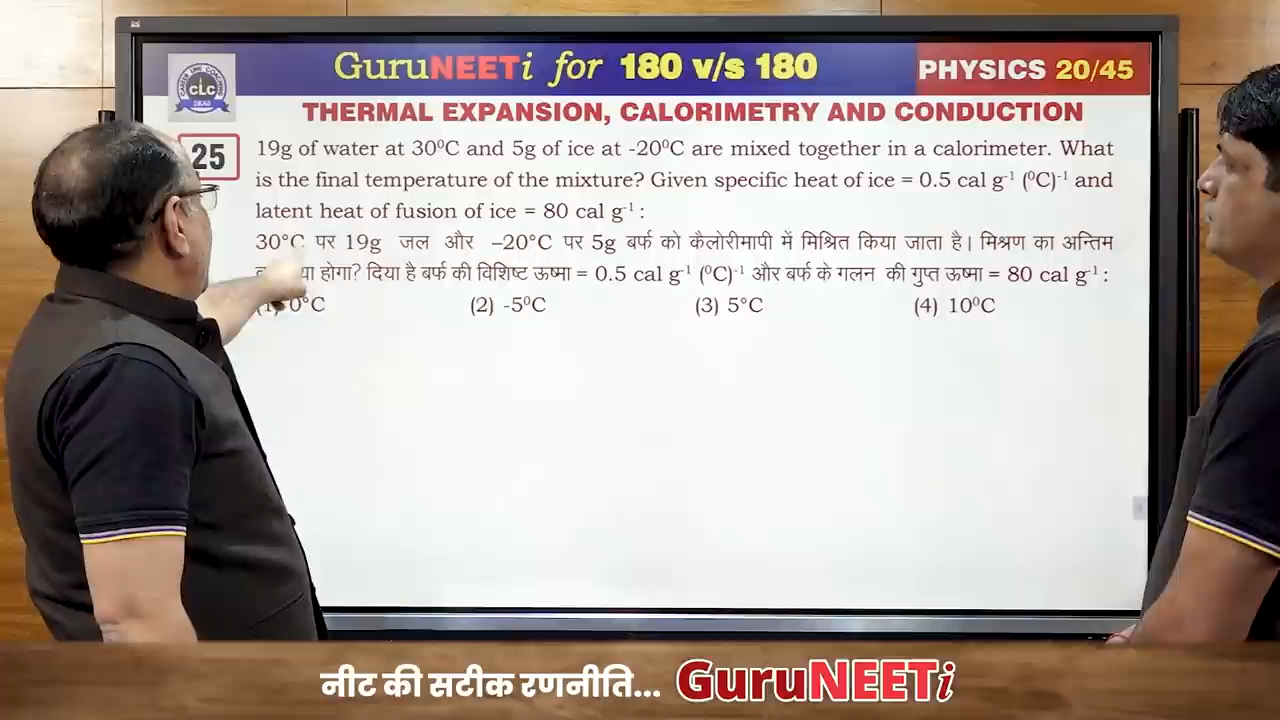 GuruNEETi for 180 v/s 180
PHYSICS 20/45
CLC
SIKAR
THERMAL EXPANSION, CALORIMETRY AND CONDUCTION
25
19g of water at 30⁰C and 5g of ice at -20⁰C are mixed together in a calorimeter. What
is the final temperature of the mixture? Given specific heat of ice = 0.5 cal g⁻¹ (⁰C)⁻¹ and
latent heat of fusion of ice = 80 cal g⁻¹ :
30°C पर 19g जल और –20°C पर 5g बर्फ को कैलोरीमापी में मिश्रित किया जाता है। मिश्रण का अन्तिम
होगा? दिया है बर्फ की विशिष्ट ऊष्मा = 0.5 cal g⁻¹ (⁰C)⁻¹ और बर्फ के गलन की गुप्त ऊष्मा = 80 cal g⁻¹ :
(1) 0°C (2) -5⁰C (3) 5°C (4) 10⁰C
नीट की सटीक रणनीति... GuruNEETi